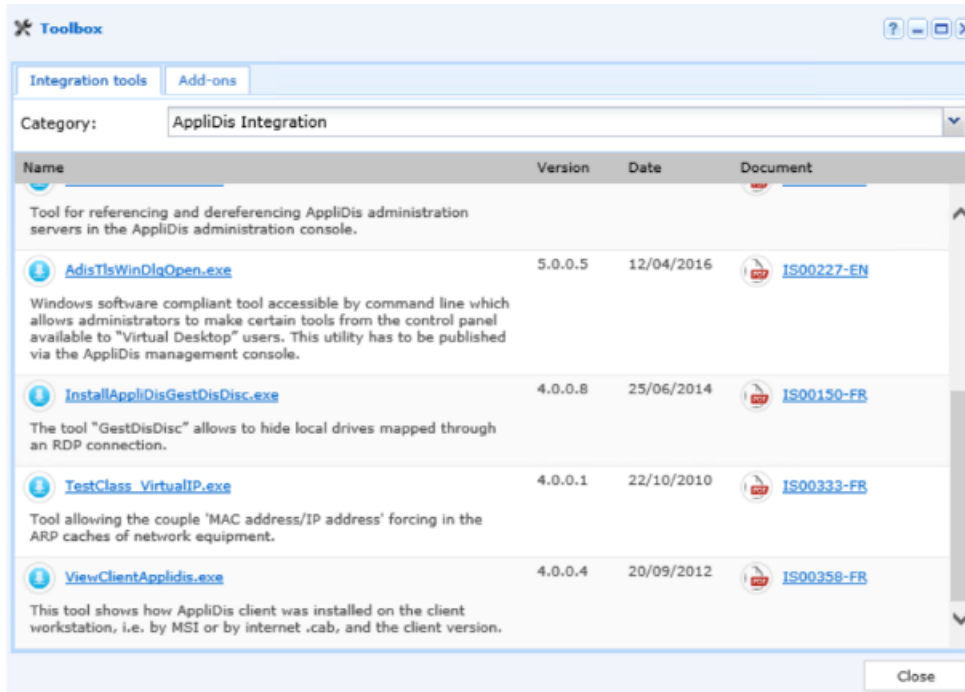 Toolbox
Integration tools Add-ons
Category: AppliDis Integration
Name Version Date Document
Tool for referencing and dereferencing AppliDis administration
servers in the AppliDis administration console.
AdisTlsWinDlgOpen.exe 5.0.0.5 12/04/2016 IS00227-EN
Windows software compliant tool accessible by command line which
allows administrators to make certain tools from the control panel
available to "Virtual Desktop" users. This utility has to be published
via the AppliDis management console.
InstallAppliDisGestDisDisc.exe 4.0.0.8 25/06/2014 IS00150-FR
The tool "GestDisDisc" allows to hide local drives mapped through
an RDP connection.
TestClass_VirtualIP.exe 4.0.0.1 22/10/2010 IS00333-FR
Tool allowing the couple 'MAC address/IP address' forcing in the
ARP caches of network equipment.
ViewClientApplidis.exe 4.0.0.4 20/09/2012 IS00358-FR
This tool shows how AppliDis client was installed on the client
workstation, i.e. by MSI or by internet .cab, and the client version.
Close